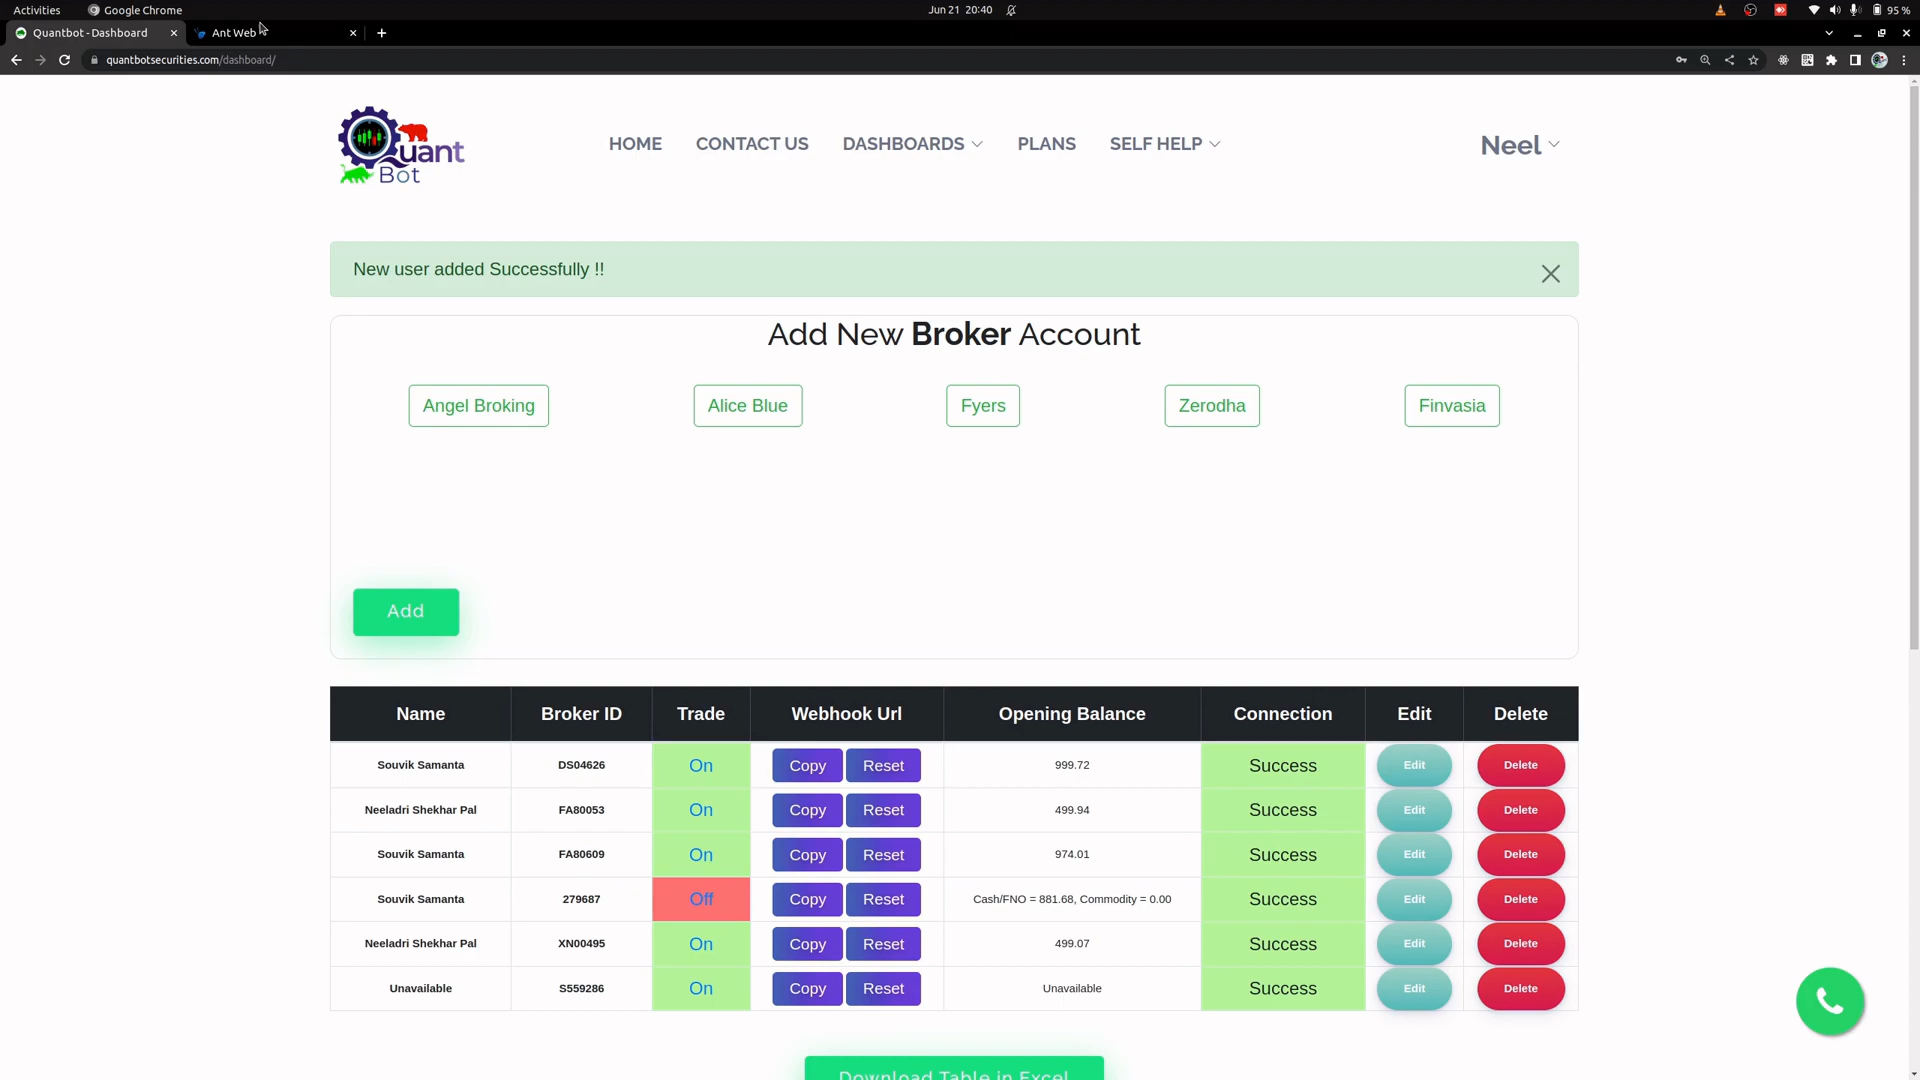 Activities Google Chrome Jun 21 20:40 95 %
Quantbot - Dashboard Ant Web
quantbotsecurities.com/dashboard/
Quant
Bot
HOME CONTACT US DASHBOARDS PLANS SELF HELP Neel
New user added Successfully !!
Add New Broker Account
Angel Broking Alice Blue Fyers Zerodha Finvasia
Add
Name Broker ID Trade Webhook Url Opening Balance Connection Edit Delete
Souvik Samanta DS04626 On Copy Reset 999.72 Success Edit Delete
Neeladri Shekhar Pal FA80053 On Copy Reset 499.94 Success Edit Delete
Souvik Samanta FA80609 On Copy Reset 974.01 Success Edit Delete
Souvik Samanta 279687 Off Copy Reset Cash/FNO = 881.68, Commodity = 0.00 Success Edit Delete
Neeladri Shekhar Pal XN00495 On Copy Reset 499.07 Success Edit Delete
Unavailable S559286 On Copy Reset Unavailable Success Edit Delete
Download Table in Excel